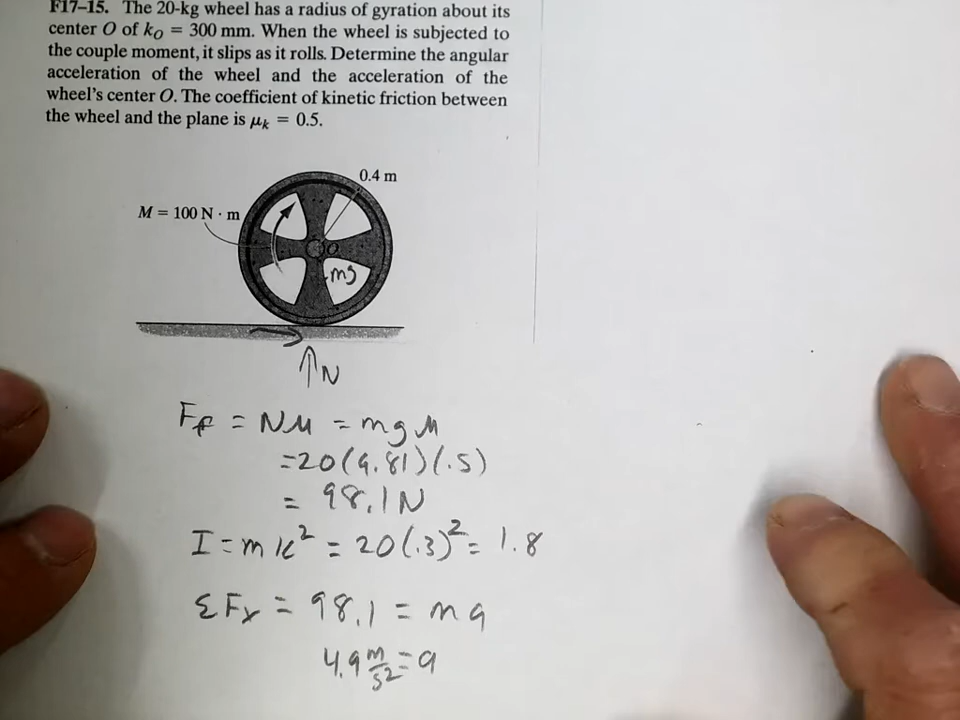 F17–15. The 20-kg wheel has a radius of gyration about its
center O of kO = 300 mm. When the wheel is subjected to
the couple moment, it slips as it rolls. Determine the angular
acceleration of the wheel and the acceleration of the
wheel's center O. The coefficient of kinetic friction between
the wheel and the plane is μk = 0.5.
0.4 m
M = 100 N · m
O
mg
N
Ff = Nμ = mgμ
=20(9.81)(.5)
= 98.1N
I = mk² = 20(.3)² = 1.8
ΣFx = 98.1 = ma
4.9 m/s² = a